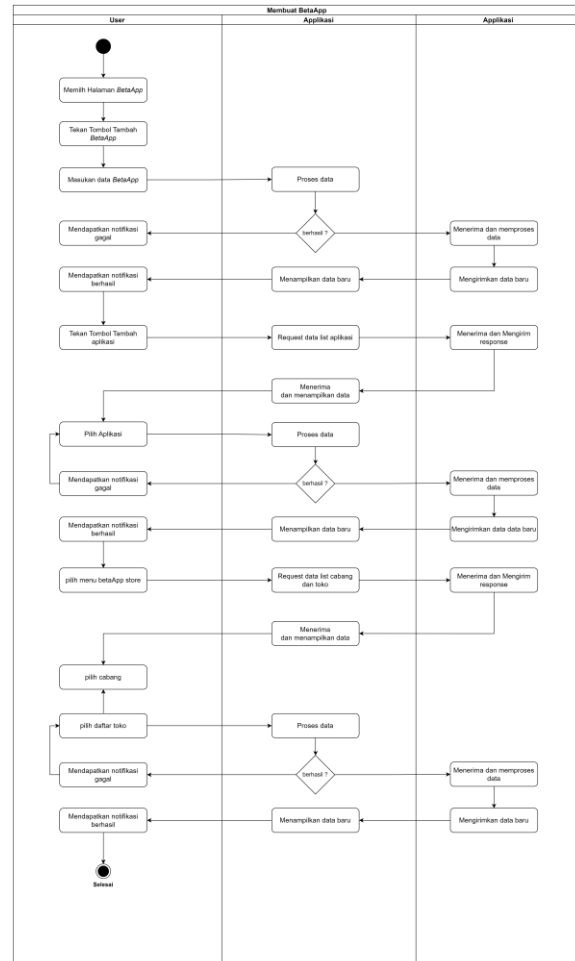 Membuat BetaApp
User
Applikasi
Applikasi
Memilih Halaman BetaApp
Tekan Tombol Tambah
BetaApp
Masukan data BetaApp
Proses data
berhasil ?
Mendapatkan notifikasi
gagal
Menerima dan memproses
data
Mendapatkan notifikasi
berhasil
Menampilkan data baru
Mengirimkan data baru
Tekan Tombol Tambah
aplikasi
Request data list aplikasi
Menerima dan Mengirim
response
Menerima
dan menampilkan data
Pilih Aplikasi
Proses data
Mendapatkan notifikasi
gagal
berhasil ?
Menerima dan memproses
data
Mendapatkan notifikasi
berhasil
Menampilkan data baru
Mengirimkan data data baru
pilih menu betaApp store
Request data list cabang
dan toko
Menerima dan Mengirim
response
Menerima
dan menampilkan data
pilih cabang
pilih daftar toko
Proses data
Mendapatkan notifikasi
gagal
berhasil ?
Menerima dan memproses
data
Mendapatkan notifikasi
berhasil
Menampilkan data baru
Mengirimkan data baru
Selesai